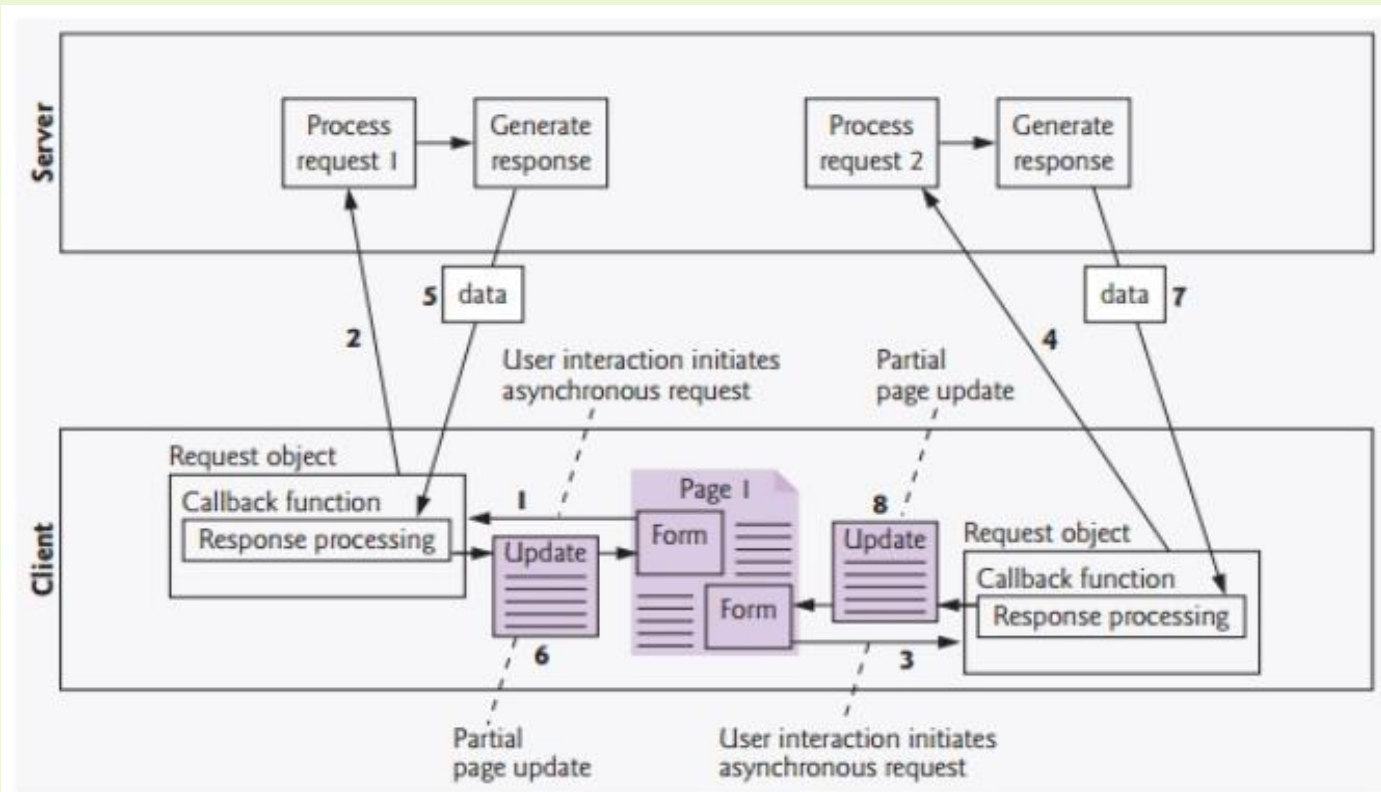 Server
Process
request 1
Generate
response
Process
request 2
Generate
response
5
data
data
7
2
4
User interaction initiates
asynchronous request
Partial
page update
Client
Request object
Callback function
Response processing
1
Update
6
Page 1
Form
Form
8
Update
3
Request object
Callback function
Response processing
Partial
page update
User interaction initiates
asynchronous request